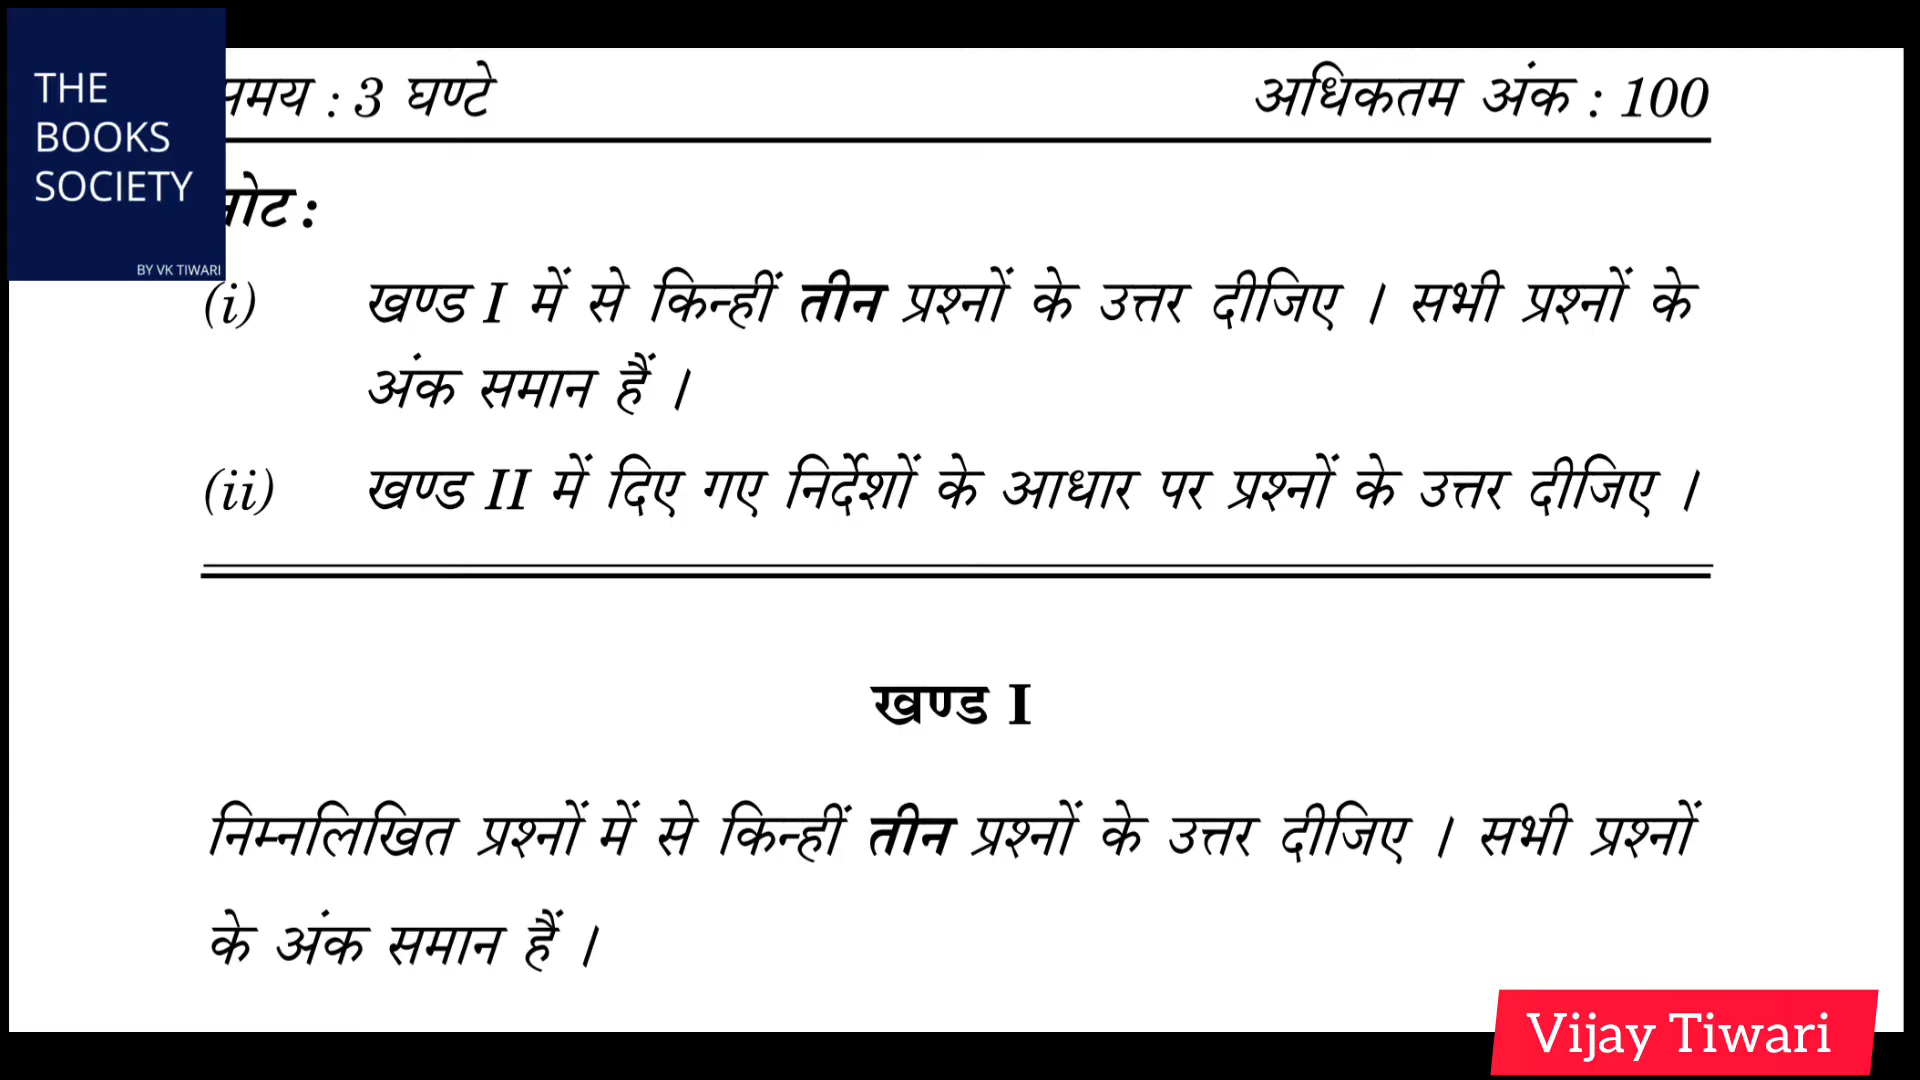 THE
BOOKS
SOCIETY
BY VK TIWARI
समय : 3 घण्टे अधिकतम अंक : 100
नोट :
(i) खण्ड I में से किन्हीं तीन प्रश्नों के उत्तर दीजिए । सभी प्रश्नों के
अंक समान हैं ।
(ii) खण्ड II में दिए गए निर्देशों के आधार पर प्रश्नों के उत्तर दीजिए ।
खण्ड I
निम्नलिखित प्रश्नों में से किन्हीं तीन प्रश्नों के उत्तर दीजिए । सभी प्रश्नों
के अंक समान हैं ।
Vijay Tiwari